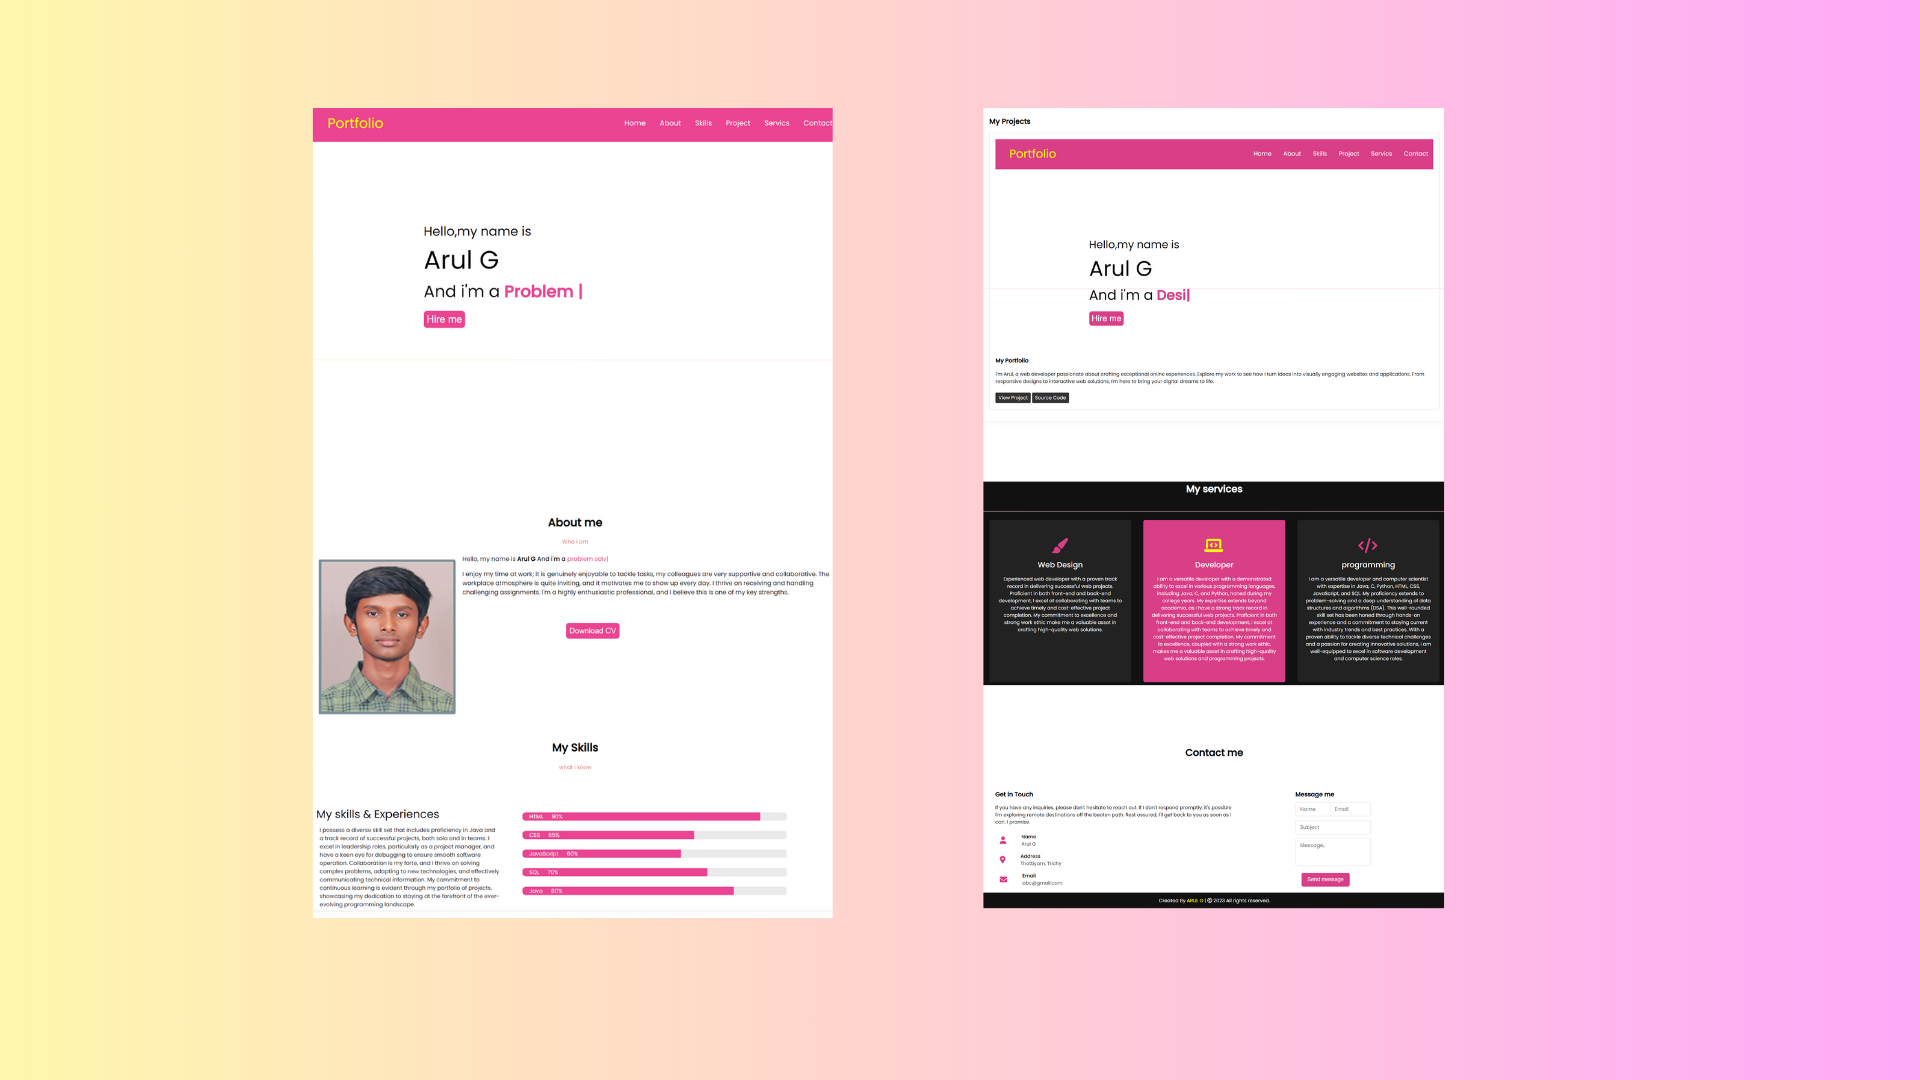 Portfolio
Home About Skills Project Servics Contact
Hello,my name is
Arul G
And i'm a Problem |
Hire me
About me
Who i am
Hello, my name is Arul G And i'm a problem solv|
I enjoy my time at work; it is genuinely enjoyable to tackle tasks, my colleagues are very supportive and collaborative. The
workplace atmosphere is quite inviting, and it motivates me to show up every day. I thrive on receiving and handling
challenging assignments. I'm a highly enthusiastic professional, and I believe this is one of my key strengths.
Download CV
My Skills
what i know
My skills & Experiences
I possess a diverse skill set that includes proficiency in Java and
a track record of successful projects, both solo and in teams. I
excel in leadership roles, particularly as a project manager, and
have a keen eye for debugging to ensure smooth software
operation. Collaboration is my forte, and I thrive on solving
complex problems, adapting to new technologies, and effectively
communicating technical information. My commitment to
continuous learning is evident through my portfolio of projects,
showcasing my dedication to staying at the forefront of the ever-
evolving programming landscape.
HTML 90%
CSS 65%
JavaScript 60%
SQL 70%
Java 80%
My Projects
Portfolio
Home About Skills Project Servics Contact
Hello,my name is
Arul G
And i'm a Desi|
Hire me
My Portfolio
I'm Arul, a web developer passionate about crafting exceptional online experiences. Explore my work to see how I turn ideas into visually engaging websites and applications. From
responsive designs to interactive web solutions, I'm here to bring your digital dreams to life.
View Project Source Code
My services
Web Design
Experienced web developer with a proven track
record in delivering successful web projects.
Proficient in both front-end and back-end
development, I excel at collaborating with teams to
achieve timely and cost-effective project
completion. My commitment to excellence and
strong work ethic make me a valuable asset in
crafting high-quality web solutions.
Developer
I am a versatile developer with a demonstrated
ability to excel in various programming languages,
including Java, C, and Python, honed during my
college years. My expertise extends beyond
academia, as I have a strong track record in
delivering successful web projects. Proficient in both
front-end and back-end development, I excel at
collaborating with teams to achieve timely and
cost-effective project completion. My commitment
to excellence, coupled with a strong work ethic,
makes me a valuable asset in crafting high-quality
web solutions and programming projects.
programming
I am a versatile developer and computer scientist
with expertise in Java, C, Python, HTML, CSS,
JavaScript, and SQL. My proficiency extends to
problem-solving and a deep understanding of data
structures and algorithms (DSA). This well-rounded
skill set has been honed through hands-on
experience and a commitment to staying current
with industry trends and best practices. With a
proven ability to tackle diverse technical challenges
and a passion for creating innovative solutions, I am
well-equipped to excel in software development
and computer science roles.
Contact me
Get in Touch
If you have any inquiries, please don't hesitate to reach out. If I don't respond promptly, it's possible
I'm exploring remote destinations off the beaten path. Rest assured, I'll get back to you as soon as I
can. I promise.
Name
Arul G
Address
Thottiyam, Trichy
Email
abc@gmail.com
Message me
Name Email
Subject
Message..
Send message
Created By ARUL G | © 2023 All rights reserved.